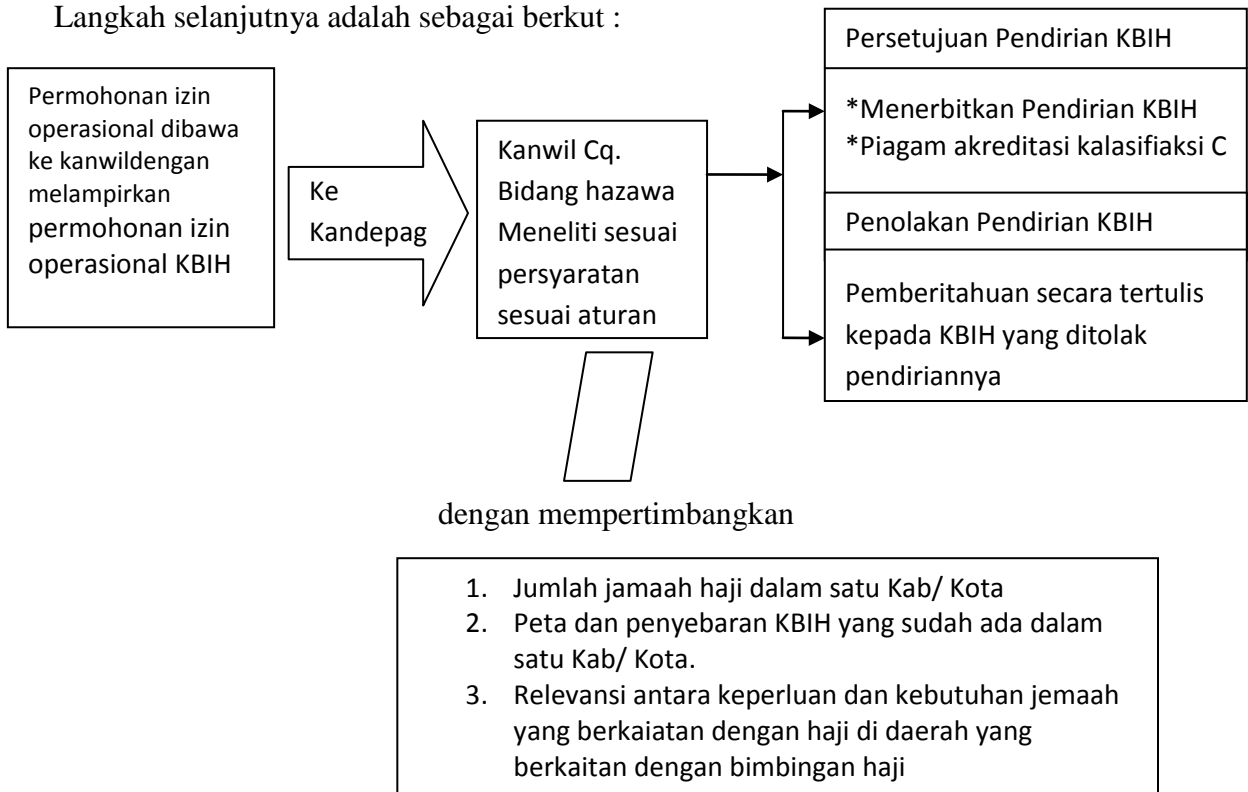 Langkah selanjutnya adalah sebagai berkut :
Permohonan izin
operasional dibawa
ke kanwildengan
melampirkan
permohonan izin
operasional KBIH
Ke
Kandepag
Kanwil Cq.
Bidang hazawa
Meneliti sesuai
persyaratan
sesuai aturan
Persetujuan Pendirian KBIH
*Menerbitkan Pendirian KBIH
*Piagam akreditasi kalasifiaksi C
Penolakan Pendirian KBIH
Pemberitahuan secara tertulis
kepada KBIH yang ditolak
pendiriannya
dengan mempertimbangkan
1. Jumlah jamaah haji dalam satu Kab/ Kota
2. Peta dan penyebaran KBIH yang sudah ada dalam
satu Kab/ Kota.
3. Relevansi antara keperluan dan kebutuhan jemaah
yang berkaiatan dengan haji di daerah yang
berkaitan dengan bimbingan haji